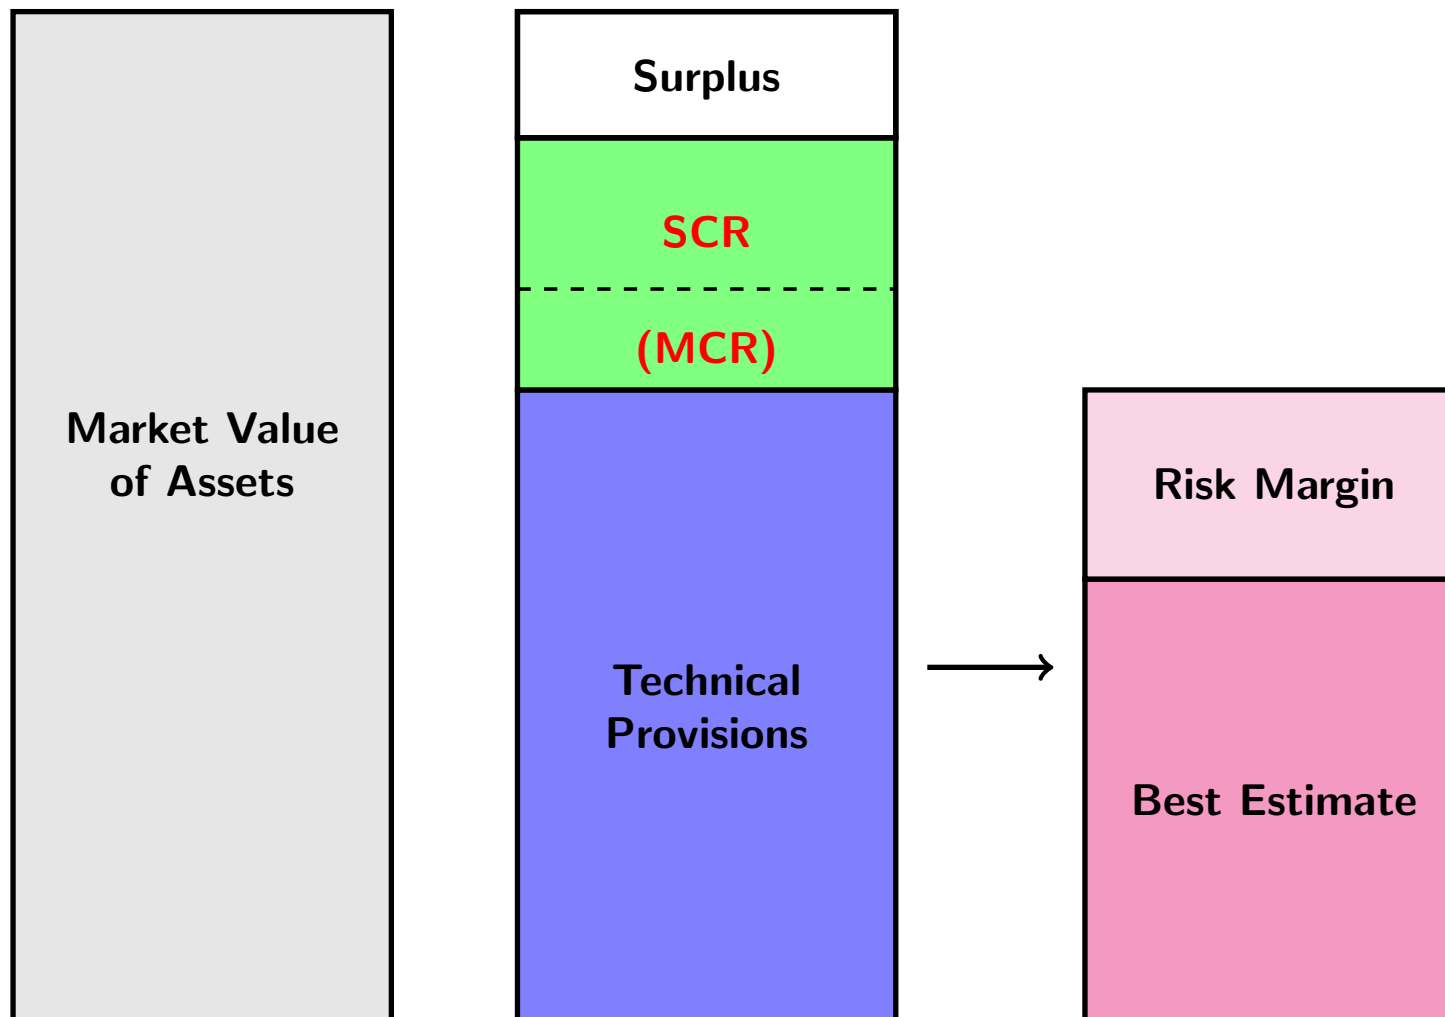 Surplus
SCR
(MCR)
Market Value
of Assets
Risk Margin
Technical
Provisions
Best Estimate